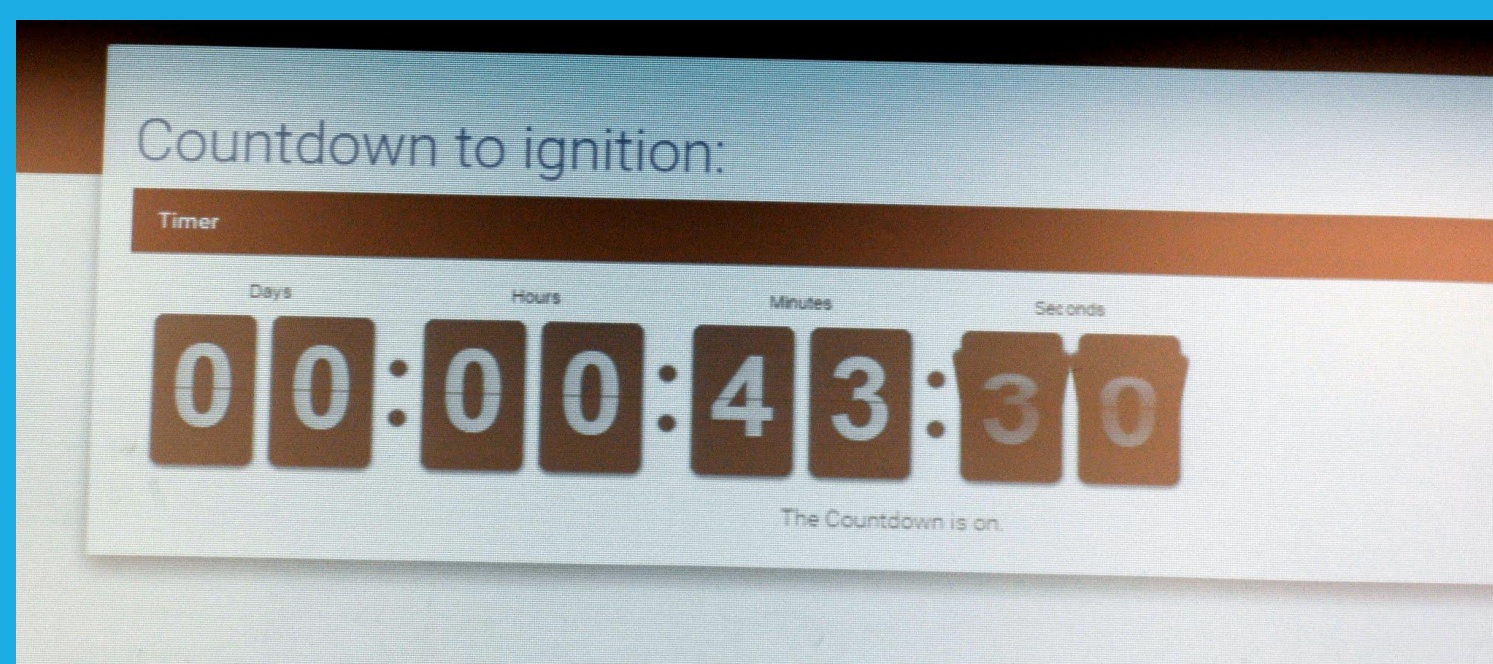 Countdown to ignition:
Timer
Days Hours Minutes Seconds
00:00:43:30
The Countdown is on.